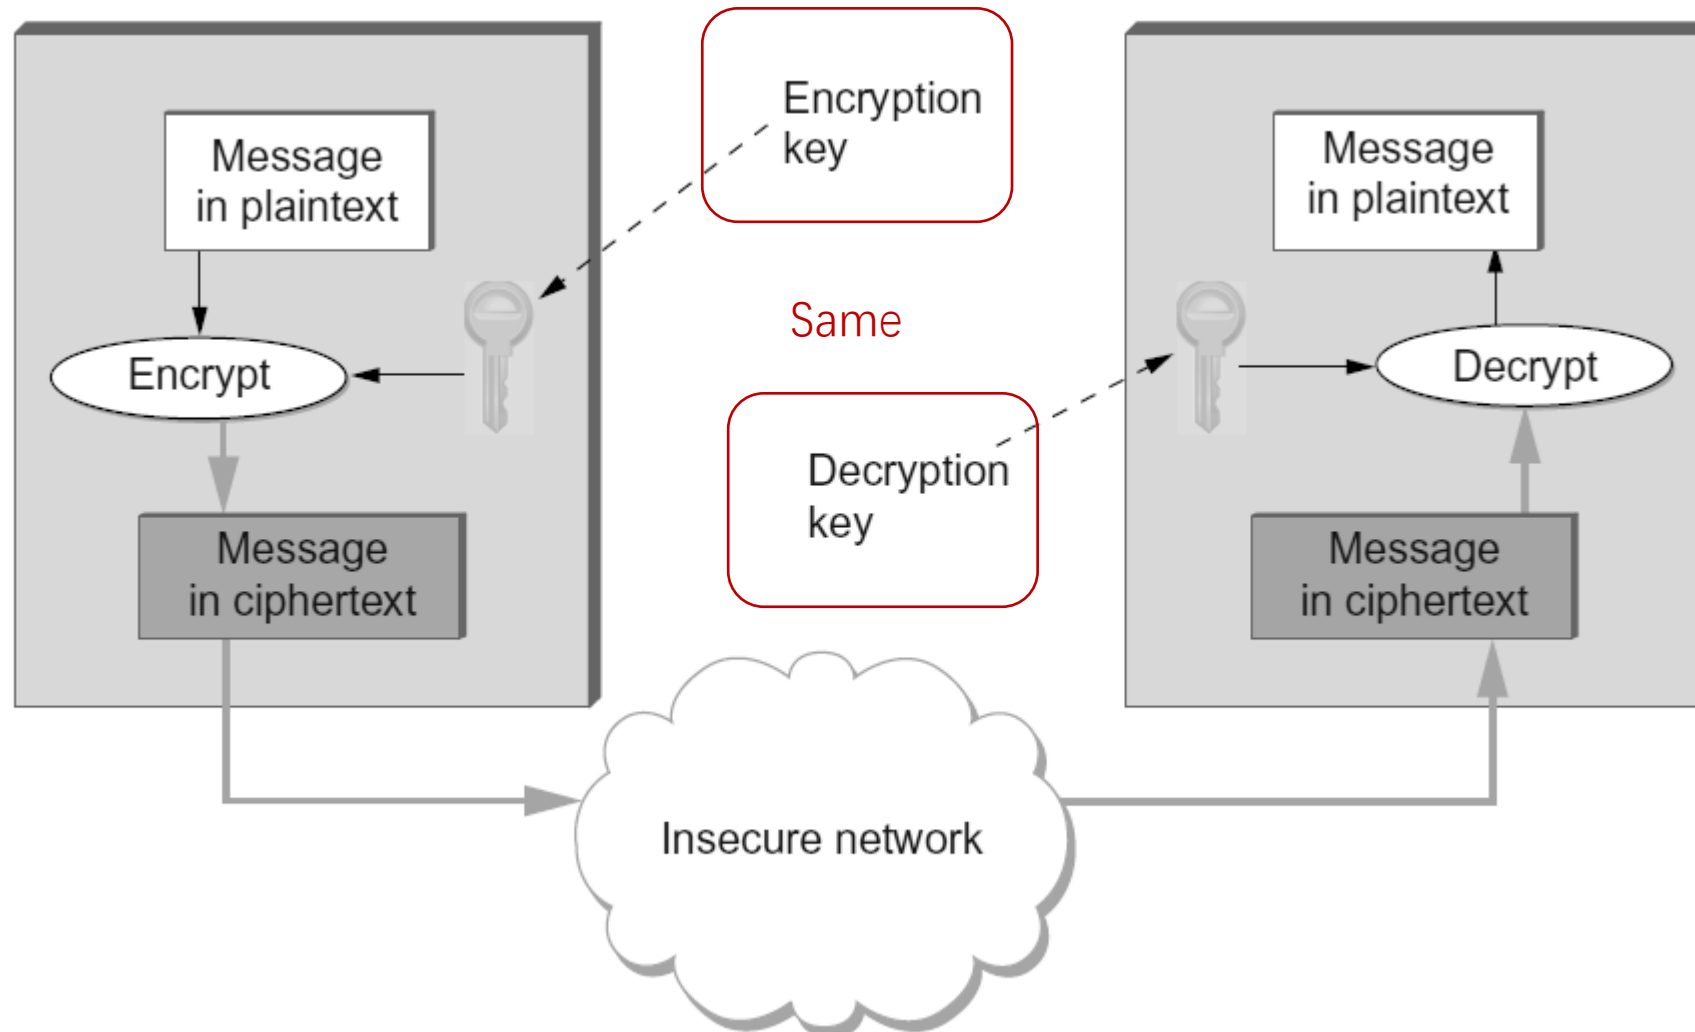 Message
in plaintext
Encrypt
Message
in ciphertext
Encryption
key
Same
Decryption
key
Insecure network
Message
in plaintext
Decrypt
Message
in ciphertext